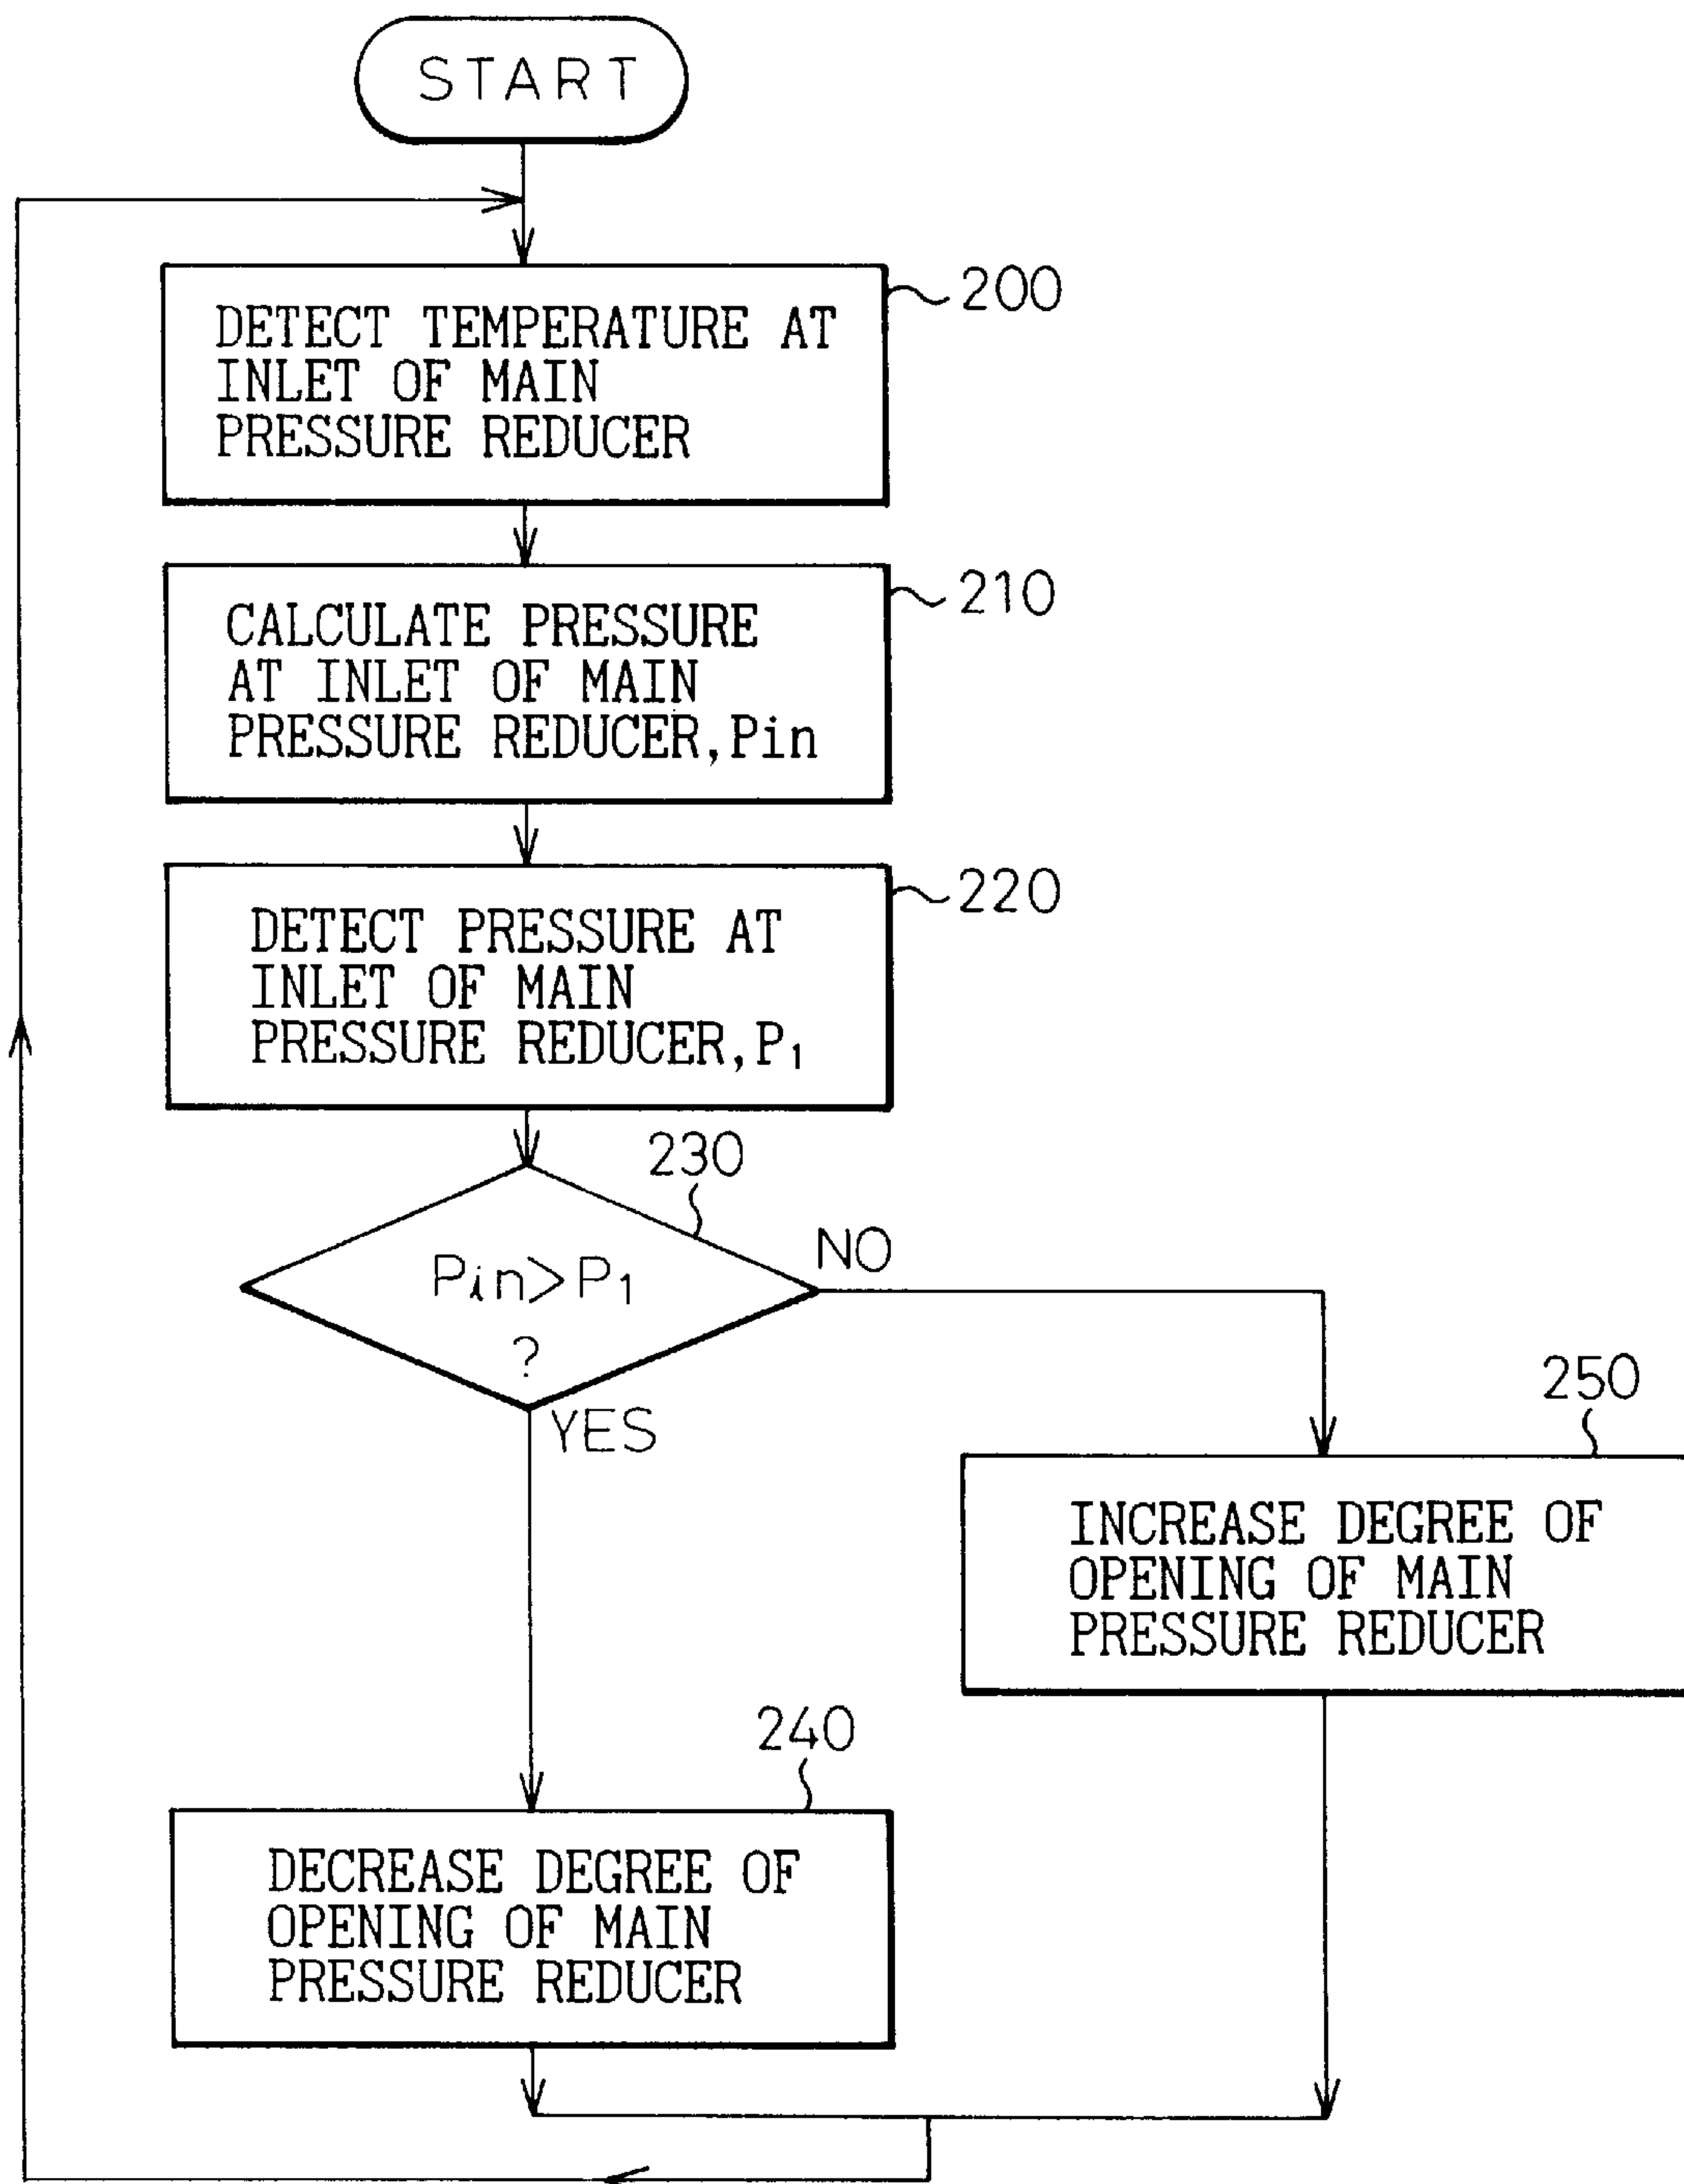 START
200
DETECT TEMPERATURE AT
INLET OF MAIN
PRESSURE REDUCER
210
CALCULATE PRESSURE
AT INLET OF MAIN
PRESSURE REDUCER, Pin
220
DETECT PRESSURE AT
INLET OF MAIN
PRESSURE REDUCER, P₁
230
Pin>P₁
?
NO
YES
250
INCREASE DEGREE OF
OPENING OF MAIN
PRESSURE REDUCER
240
DECREASE DEGREE OF
OPENING OF MAIN
PRESSURE REDUCER